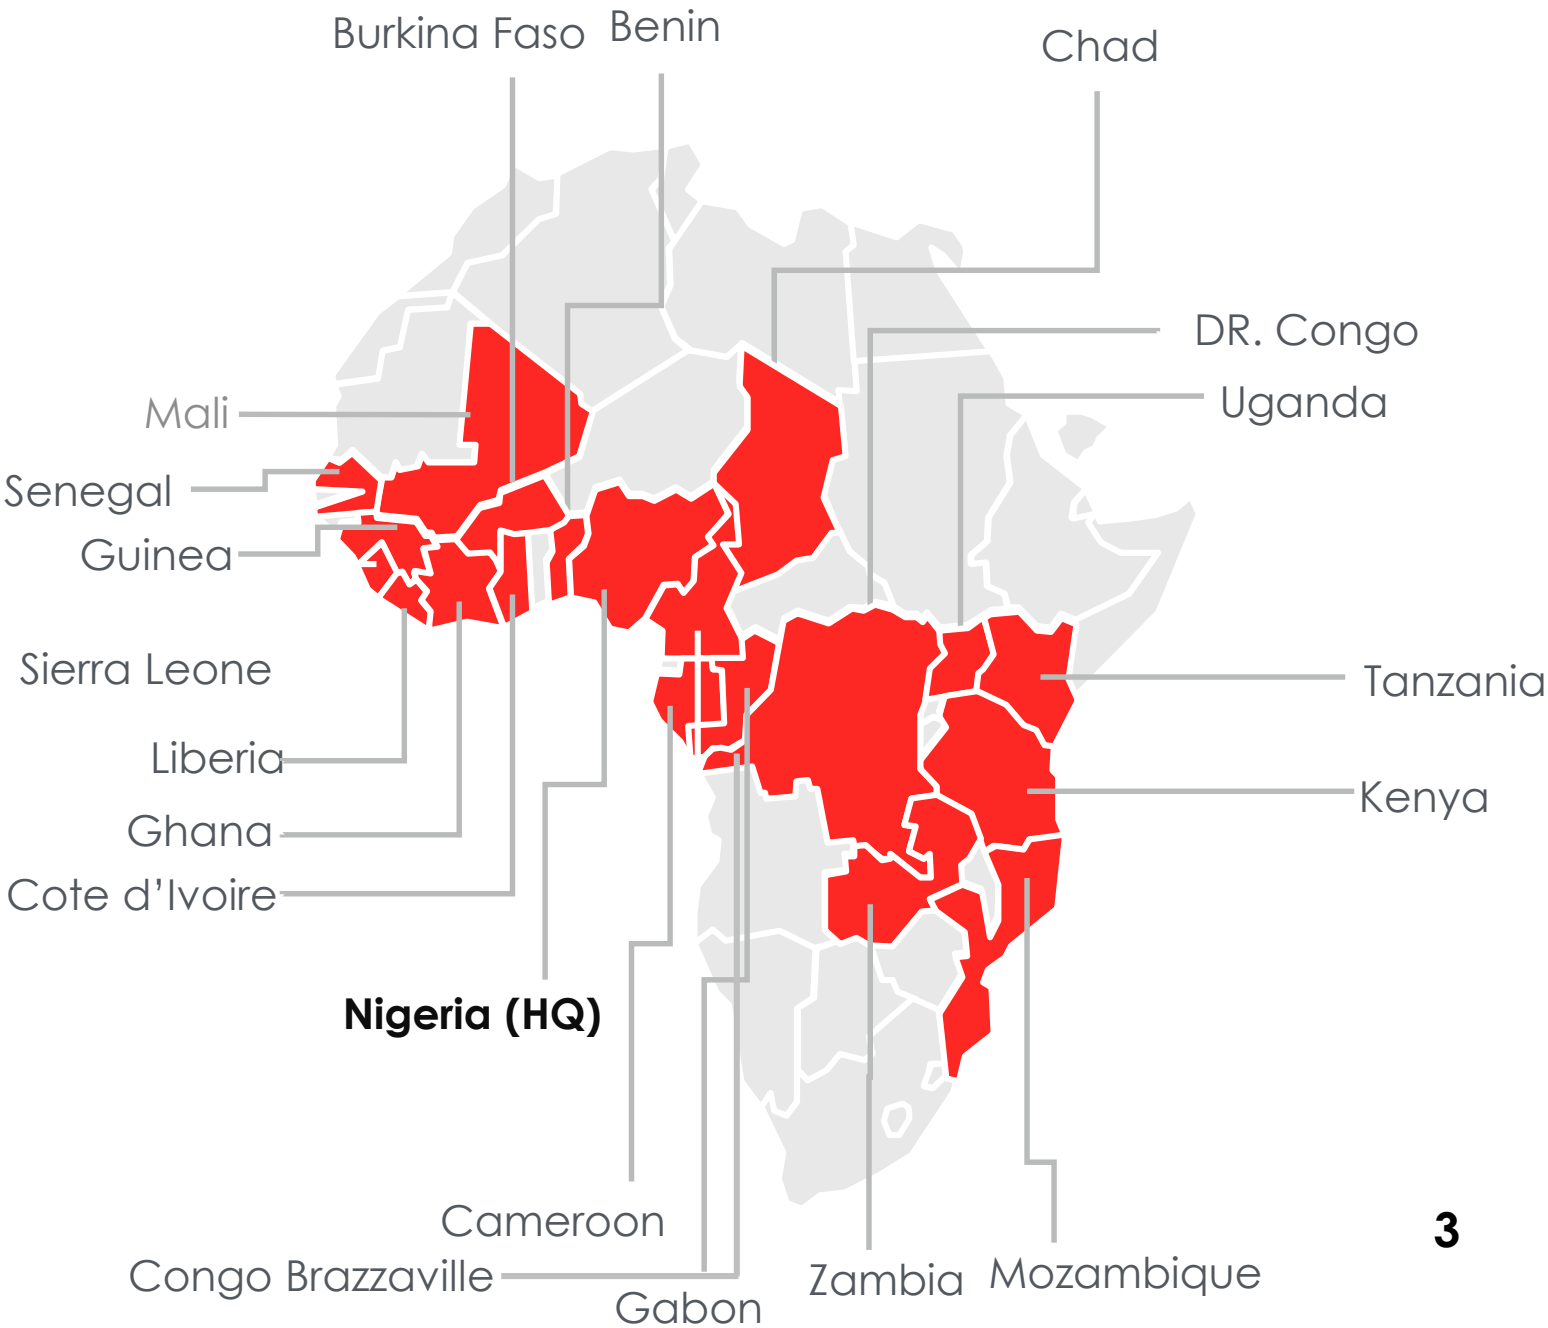 Burkina Faso
Benin
Chad
DR. Congo
Uganda
Mali
Senegal
Guinea
Sierra Leone
Tanzania
Liberia
Kenya
Ghana
Cote d’Ivoire
Nigeria (HQ)
Cameroon
3
Congo Brazzaville
Gabon
Zambia
Mozambique